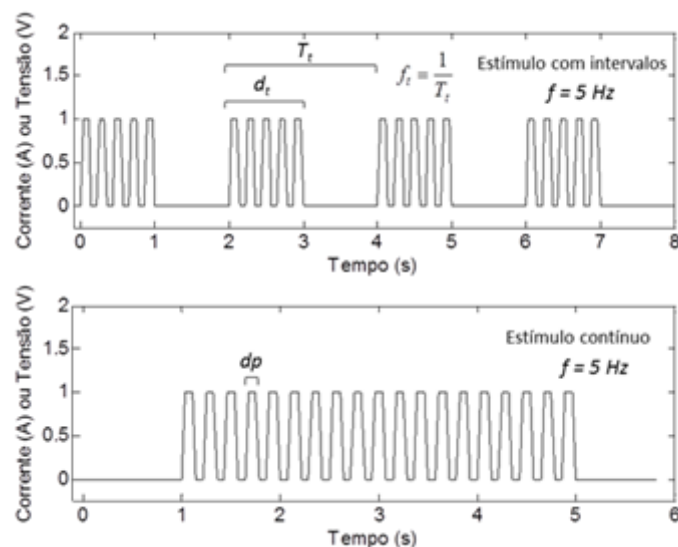 Corrente (A) ou Tensão (V)
2
1.5
1
0.5
0
T_t
d_t
f_t = 1/T_t
Estímulo com intervalos
f = 5 Hz
0 1 2 3 4 5 6 7 8
Tempo (s)
Corrente (A) ou Tensão (V)
2
1.5
1
0.5
0
dp
Estímulo contínuo
f = 5 Hz
0 1 2 3 4 5 6
Tempo (s)